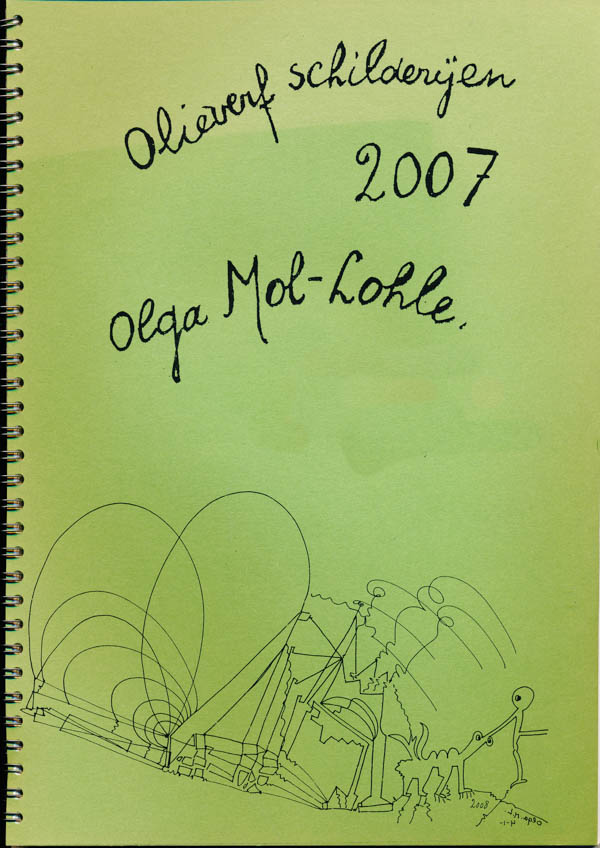 Olieverf schilderijen
2007
Olga Mol-Lohle.
2008